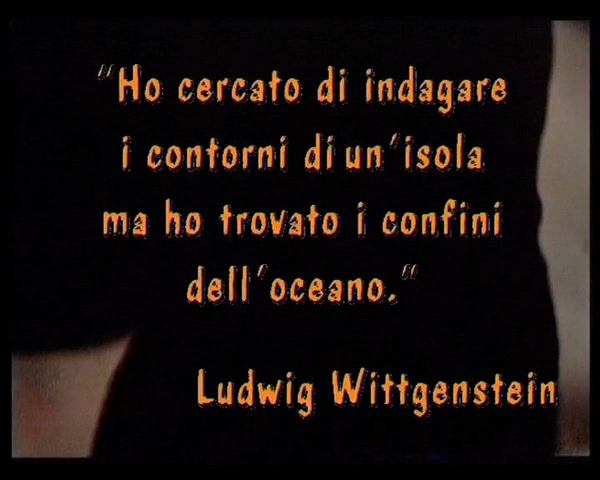 "Ho cercato di indagare
i contorni di un'isola
ma ho trovato i confini
dell'oceano."
Ludwig Wittgenstein